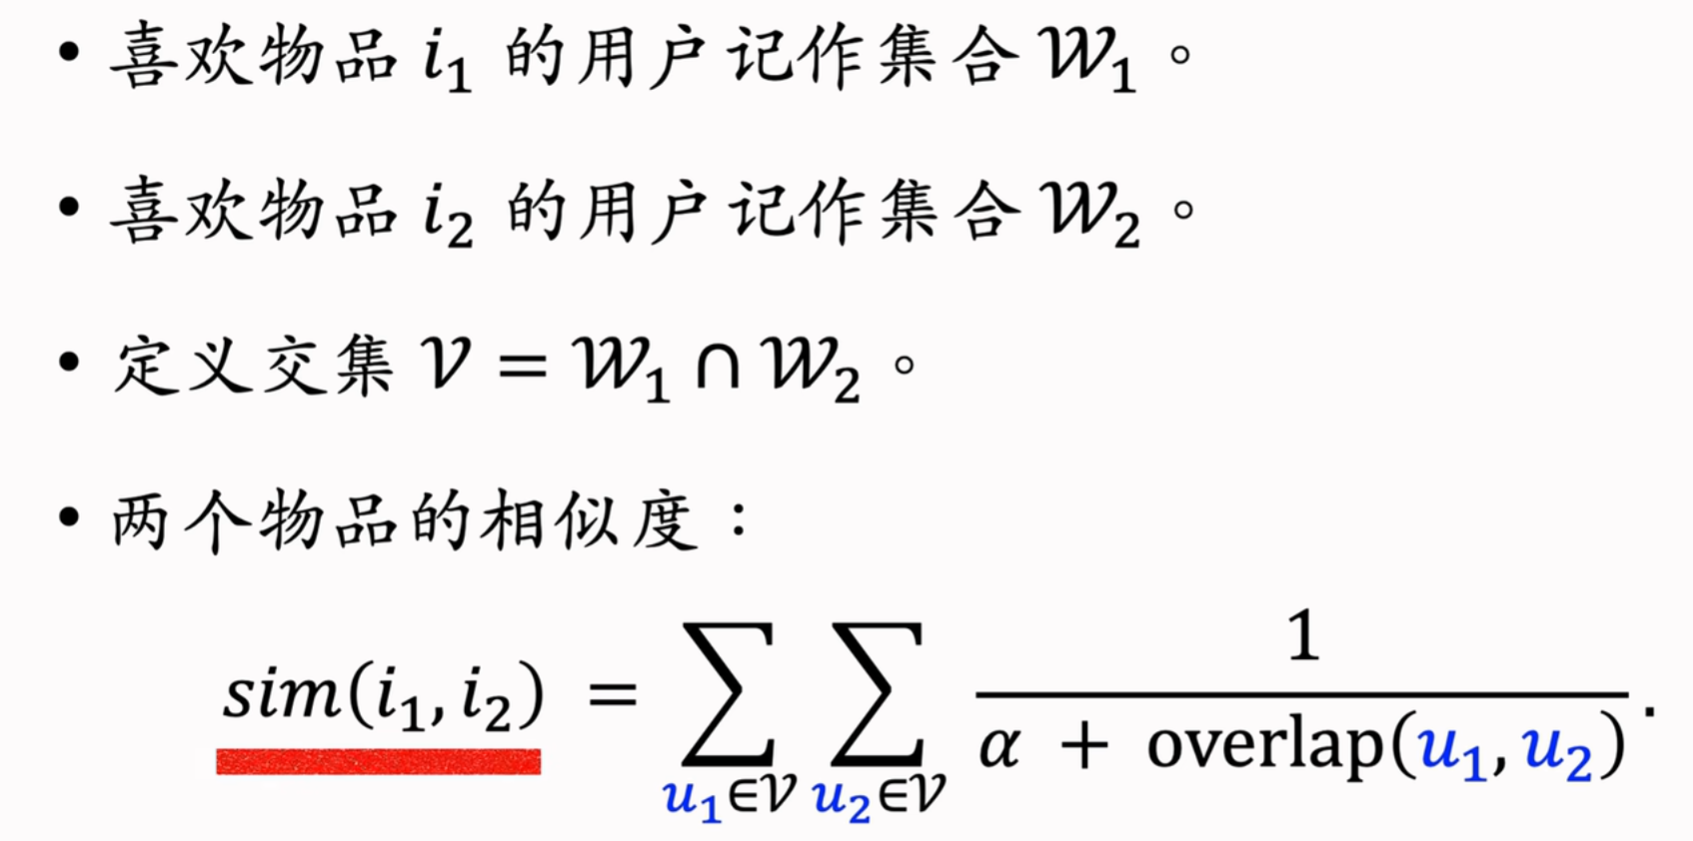 • 喜欢物品 i₁ 的用户记作集合 𝒲₁。
• 喜欢物品 i₂ 的用户记作集合 𝒲₂。
• 定义交集 𝒱 = 𝒲₁ ∩ 𝒲₂。
• 两个物品的相似度：
sim(i₁, i₂) = ∑_{u₁∈𝒱} ∑_{u₂∈𝒱} 1 / (α + overlap(u₁, u₂)).